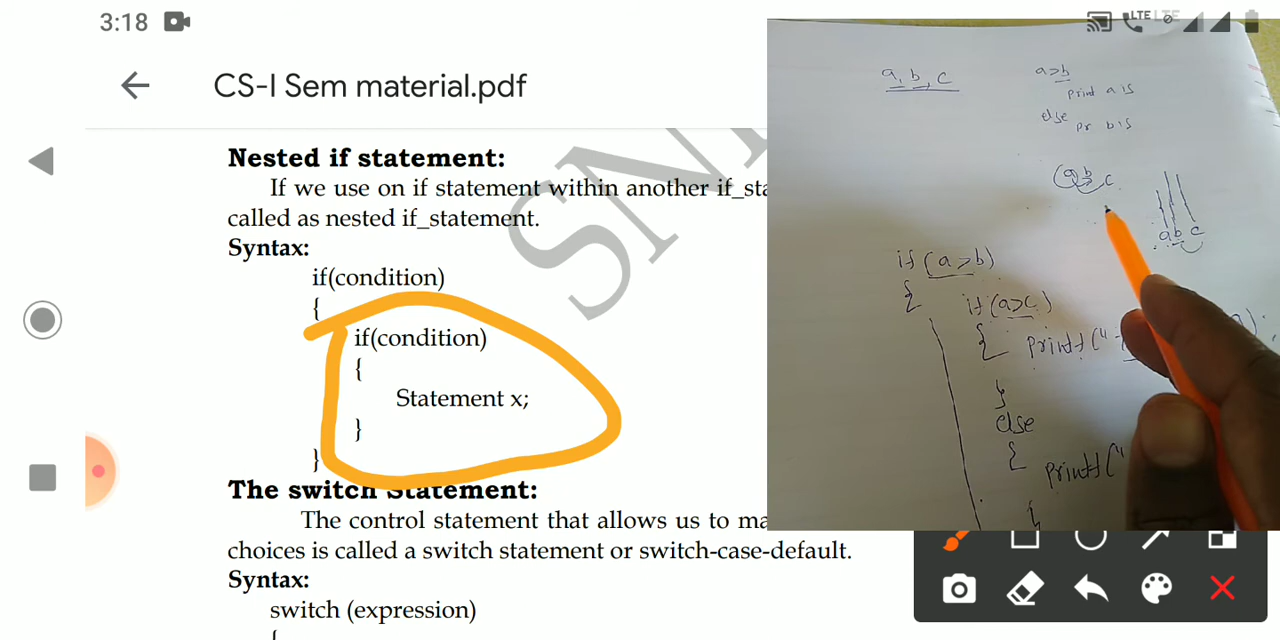 3:18
LTE
CS-I Sem material.pdf
Nested if statement:
If we use on if statement within another if_sta
called as nested if_statement.
Syntax:
if(condition)
{
if(condition)
{
Statement x;
}
}
The switch Statement:
The control statement that allows us to ma
choices is called a switch statement or switch-case-default.
Syntax:
switch (expression)
{
SNI
a, b, c
a>b
print a is
else
pr b is
a b c
a b c
if (a>b)
{
if (a>c)
{ printf("
}
else
{ printf("